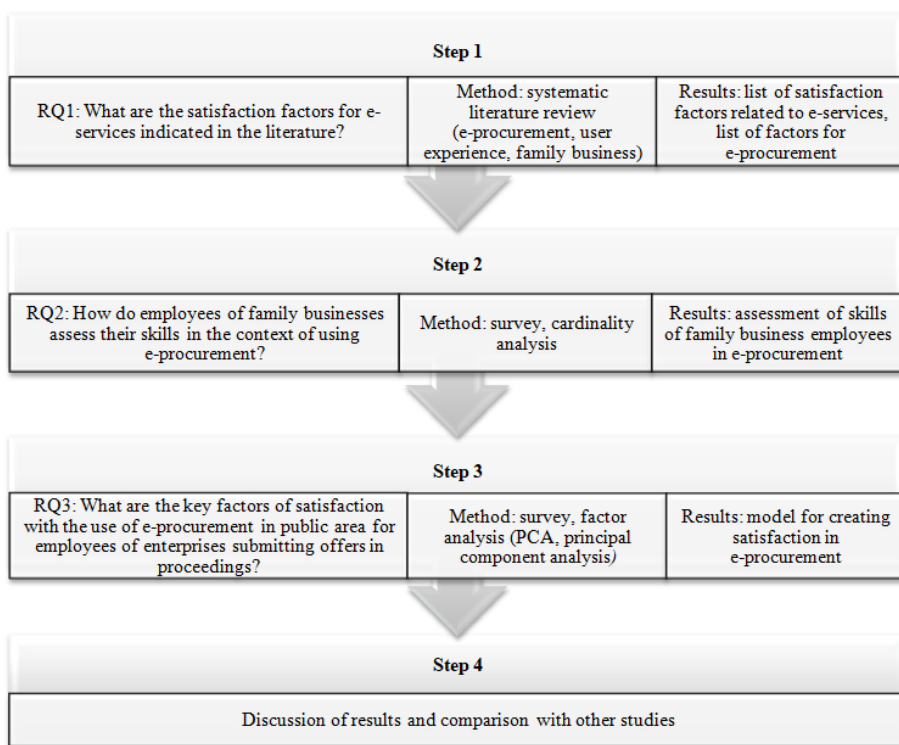 Step 1
RQ1: What are the satisfaction factors for e-
services indicated in the literature?
Method: systematic
literature review
(e-procurement, user
experience, family business)
Results: list of satisfaction
factors related to e-services,
list of factors for
e-procurement
Step 2
RQ2: How do employees of family businesses
assess their skills in the context of using
e-procurement?
Method: survey, cardinality
analysis
Results: assessment of skills
of family business employees
in e-procurement
Step 3
RQ3: What are the key factors of satisfaction
with the use of e-procurement in public area for
employees of enterprises submitting offers in
proceedings?
Method: survey, factor
analysis (PCA, principal
component analysis)
Results: model for creating
satisfaction in
e-procurement
Step 4
Discussion of results and comparison with other studies